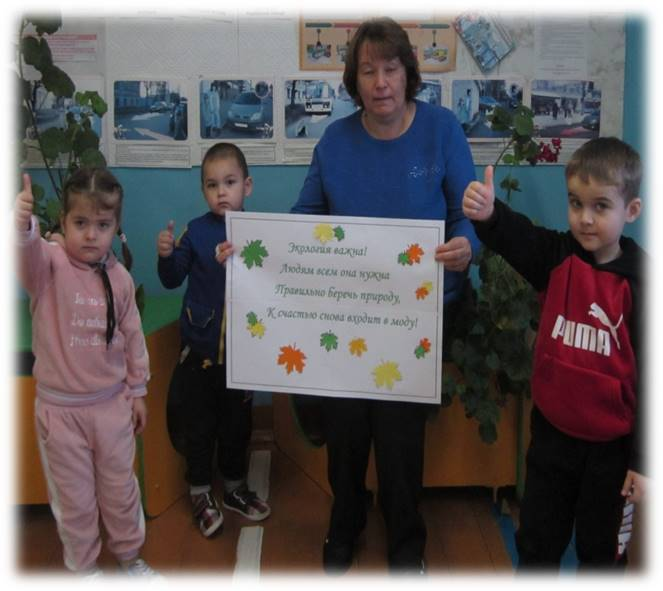 Экология важна!
Людям всем она нужна
Правильно беречь природу,
К счастью снова входит в моду!
PUMA